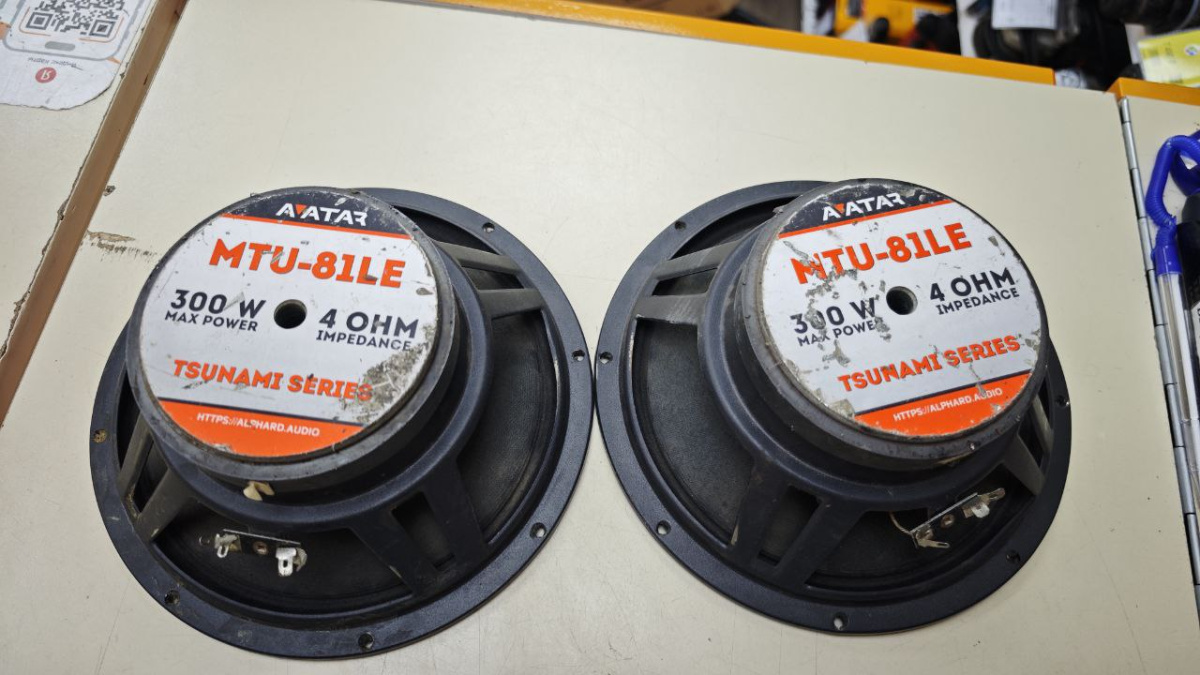 AVATAR
MTU-81LE
300 W
MAX POWER
4 OHM
IMPEDANCE
TSUNAMI SERIES
HTTPS://ALPHARD.AUDIO
AVATAR
MTU-81LE
300 W
MAX POWER
4 OHM
IMPEDANCE
TSUNAMI SERIES
HTTPS://ALPHARD.AUDIO